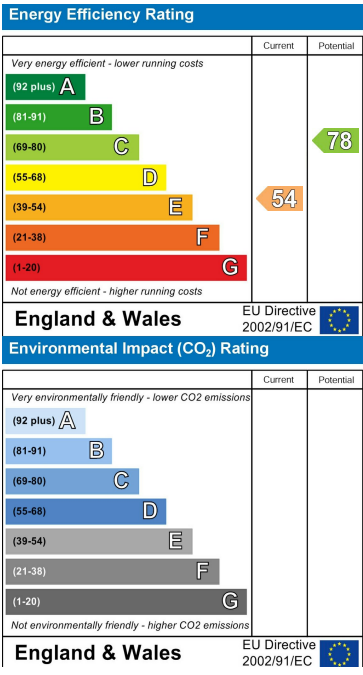 Energy Efficiency Rating
Current Potential
Very energy efficient - lower running costs
(92 plus) A
(81-91) B
(69-80) C
78
(55-68) D
(39-54) E
54
(21-38) F
(1-20) G
Not energy efficient - higher running costs
England & Wales
EU Directive
2002/91/EC
Environmental Impact (CO₂) Rating
Current Potential
Very environmentally friendly - lower CO2 emissions
(92 plus) A
(81-91) B
(69-80) C
(55-68) D
(39-54) E
(21-38) F
(1-20) G
Not environmentally friendly - higher CO2 emissions
England & Wales
EU Directive
2002/91/EC